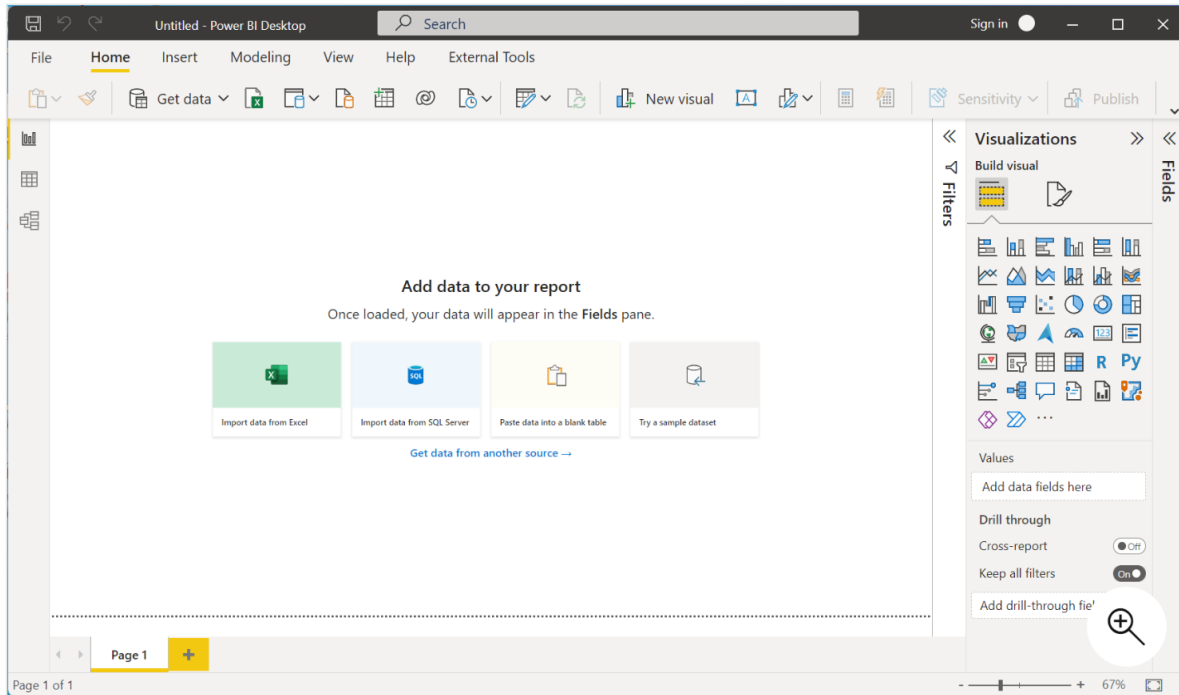 Untitled - Power BI Desktop
Search
Sign in
File Home Insert Modeling View Help External Tools
Get data
New visual
A
Sensitivity
Publish
Filters
Visualizations
Build visual
Fields
Add data to your report
Once loaded, your data will appear in the Fields pane.
X
SQL
Import data from Excel
Import data from SQL Server
Paste data into a blank table
Try a sample dataset
Get data from another source →
123
R
Py
...
Values
Add data fields here
Drill through
Cross-report
Off
Keep all filters
On
Add drill-through
Page 1
+
Page 1 of 1
- + 67%